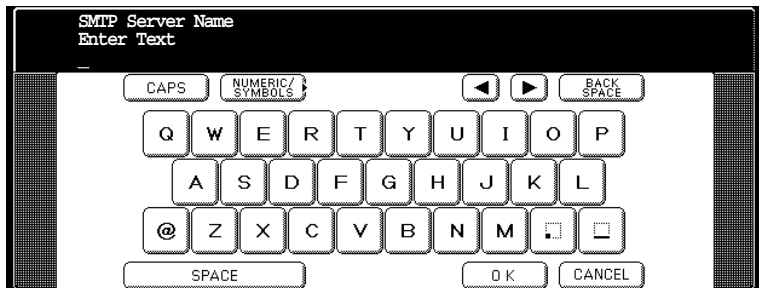 SMTP Server Name
Enter Text
_
CAPS NUMERIC/ SYMBOLS ◀ ▶ BACK SPACE
Q W E R T Y U I O P
A S D F G H J K L
@ Z X C V B N M . _
SPACE OK CANCEL